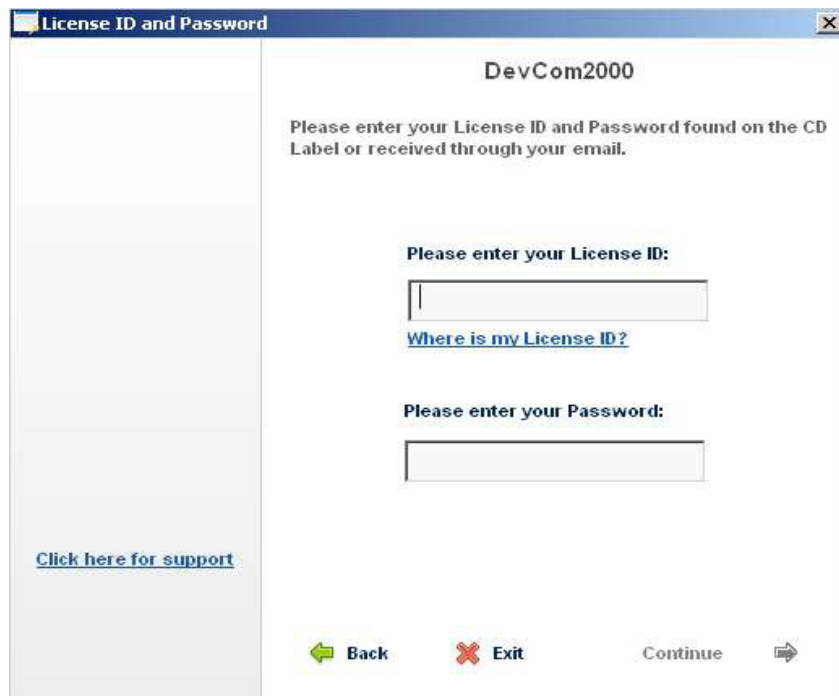 License ID and Password
DevCom2000
Please enter your License ID and Password found on the CD
Label or received through your email.
Please enter your License ID:
Where is my License ID?
Please enter your Password:
Click here for support
Back
Exit
Continue